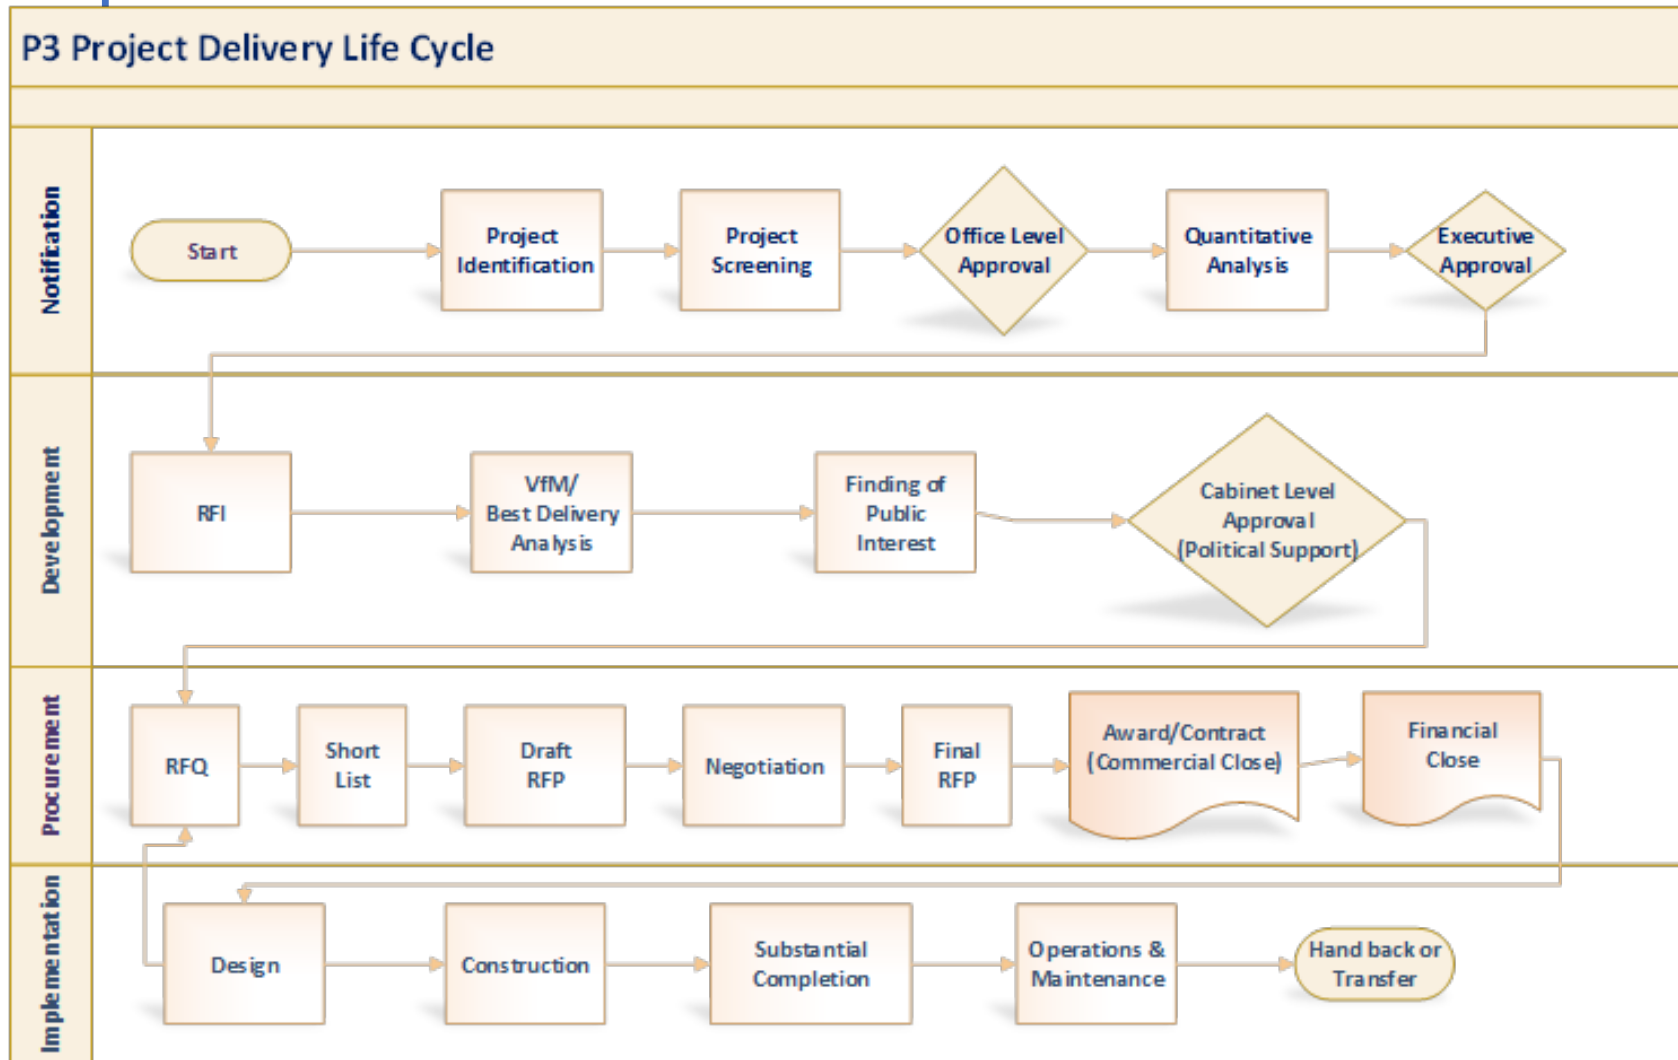 P3 Project Delivery Life Cycle
Notification
Start
Project
Identification
Project
Screening
Office Level
Approval
Quantitative
Analysis
Executive
Approval
Development
RFI
VfM/
Best Delivery
Analysis
Finding of
Public
Interest
Cabinet Level
Approval
(Political Support)
Procurement
RFQ
Short
List
Draft
RFP
Negotiation
Final
RFP
Award/Contract
(Commercial Close)
Financial
Close
Implementation
Design
Construction
Substantial
Completion
Operations &
Maintenance
Hand back or
Transfer